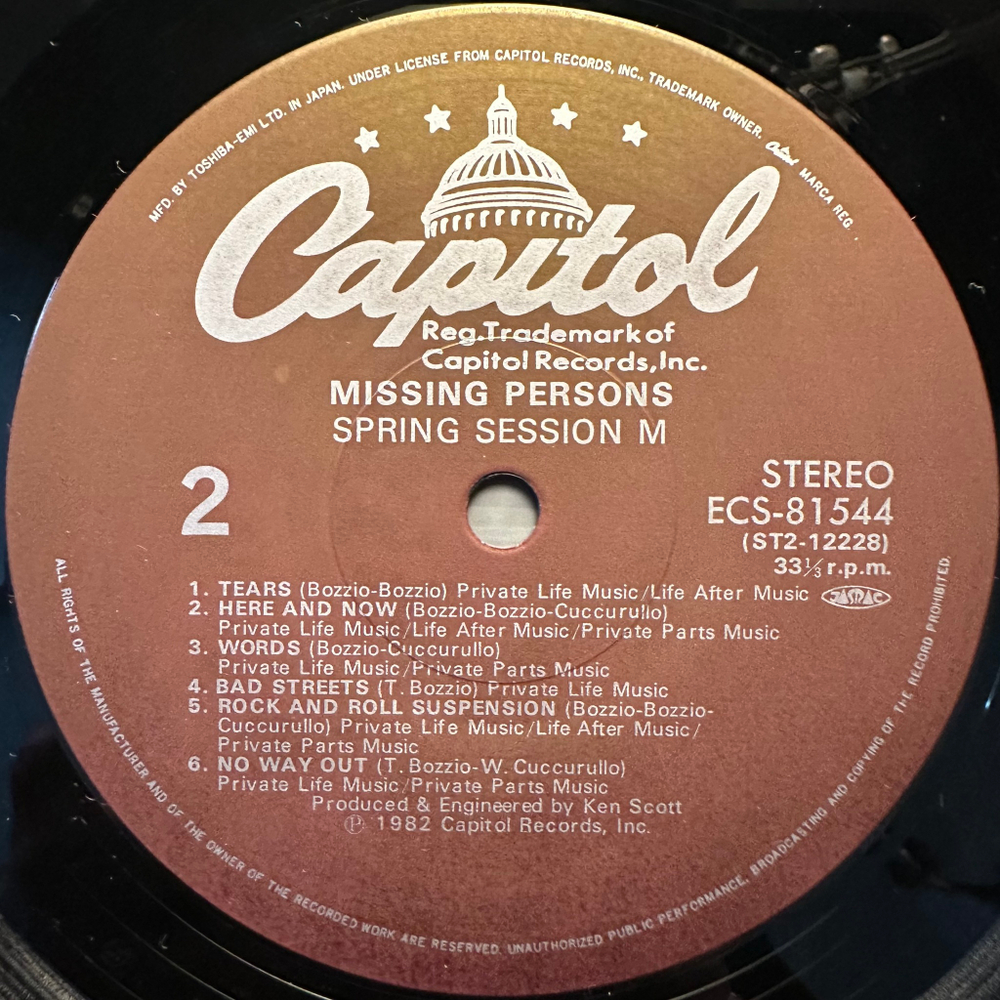 MFD. BY TOSHIBA-EMI LTD. IN JAPAN. UNDER LICENSE FROM CAPITOL RECORDS, INC., TRADEMARK OWNER. Capitol MARCA REG.
Capitol
Reg.Trademark of
Capitol Records,Inc.
MISSING PERSONS
SPRING SESSION M
2
STEREO
ECS-81544
(ST2-12228)
33⅓ r.p.m.
1. TEARS (Bozzio-Bozzio) Private Life Music/Life After Music JASRAC
2. HERE AND NOW (Bozzio-Bozzio-Cuccurullo)
Private Life Music/Life After Music/Private Parts Music
3. WORDS (Bozzio-Cuccurullo)
Private Life Music/Private Parts Music
4. BAD STREETS (T. Bozzio) Private Life Music
5. ROCK AND ROLL SUSPENSION (Bozzio-Bozzio-
Cuccurullo) Private Life Music/Life After Music/
Private Parts Music
6. NO WAY OUT (T. Bozzio-W. Cuccurullo)
Private Life Music/Private Parts Music
Produced & Engineered by Ken Scott
℗ 1982 Capitol Records, Inc.
ALL RIGHTS OF THE MANUFACTURER AND OF THE OWNER OF THE RECORDED WORK ARE RESERVED. UNAUTHORIZED PUBLIC PERFORMANCE, BROADCASTING AND COPYING OF THE RECORD PROHIBITED.